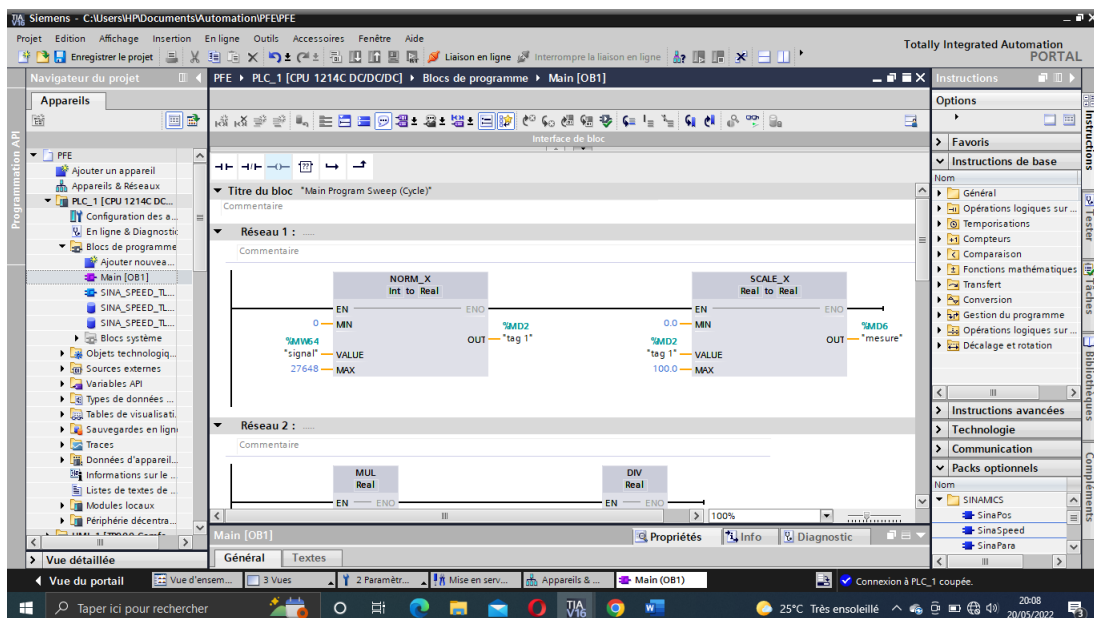 Siemens - C:\Users\HP\Documents\Automation\PFE\PFE
Projet Edition Affichage Insertion En ligne Outils Accessoires Fenêtre Aide
Totally Integrated Automation
PORTAL
Enregistrer le projet
Liaison en ligne
Interrompre la liaison en ligne
Navigateur du projet
PFE ▸ PLC_1 [CPU 1214C DC/DC/DC] ▸ Blocs de programme ▸ Main [OB1]
Instructions
Appareils
Options
Programmation API
Interface de bloc
PFE
Ajouter un appareil
Appareils & Réseaux
PLC_1 [CPU 1214C DC...
Configuration des a...
En ligne & Diagnostic
Blocs de programme
Ajouter nouvea...
Main [OB1]
SINA_SPEED_TL...
SINA_SPEED_TL...
SINA_SPEED_TL...
Blocs système
Objets technologiq...
Sources externes
Variables API
Types de données ...
Tables de visualisati...
Sauvegardes en lign
Traces
Données d'appareil...
Informations sur le ...
Listes de textes de ...
Modules locaux
Périphérie décentra...
Vue détaillée
Titre du bloc "Main Program Sweep (Cycle)"
Commentaire
Réseau 1 : .....
Commentaire
NORM_X
Int to Real
EN
ENO
0
MIN
%MW64
"signal"
VALUE
27648
MAX
OUT
%MD2
"tag 1"
SCALE_X
Real to Real
EN
ENO
0.0
MIN
%MD2
"tag 1"
VALUE
100.0
MAX
OUT
%MD6
"mesure"
Réseau 2 : .....
Commentaire
MUL
Real
EN
ENO
DIV
Real
EN
ENO
100%
Main [OB1]
Propriétés
Info
Diagnostic
Général
Textes
Favoris
Instructions de base
Nom
Général
Opérations logiques sur ...
Temporisations
Compteurs
Comparaison
Fonctions mathématiques
Transfert
Conversion
Gestion du programme
Opérations logiques sur ...
Décalage et rotation
Instructions avancées
Technologie
Communication
Packs optionnels
Nom
SINAMICS
SinaPos
SinaSpeed
SinaPara
Instructions
Tester
Tâches
Bibliothèques
Compléments
Vue du portail
Vue d'ensem...
3 Vues
2 Paramètr...
Mise en serv...
Appareils & ...
Main (OB1)
Connexion à PLC_1 coupée.
Taper ici pour rechercher
25°C Très ensoleillé
20:08
20/05/2022